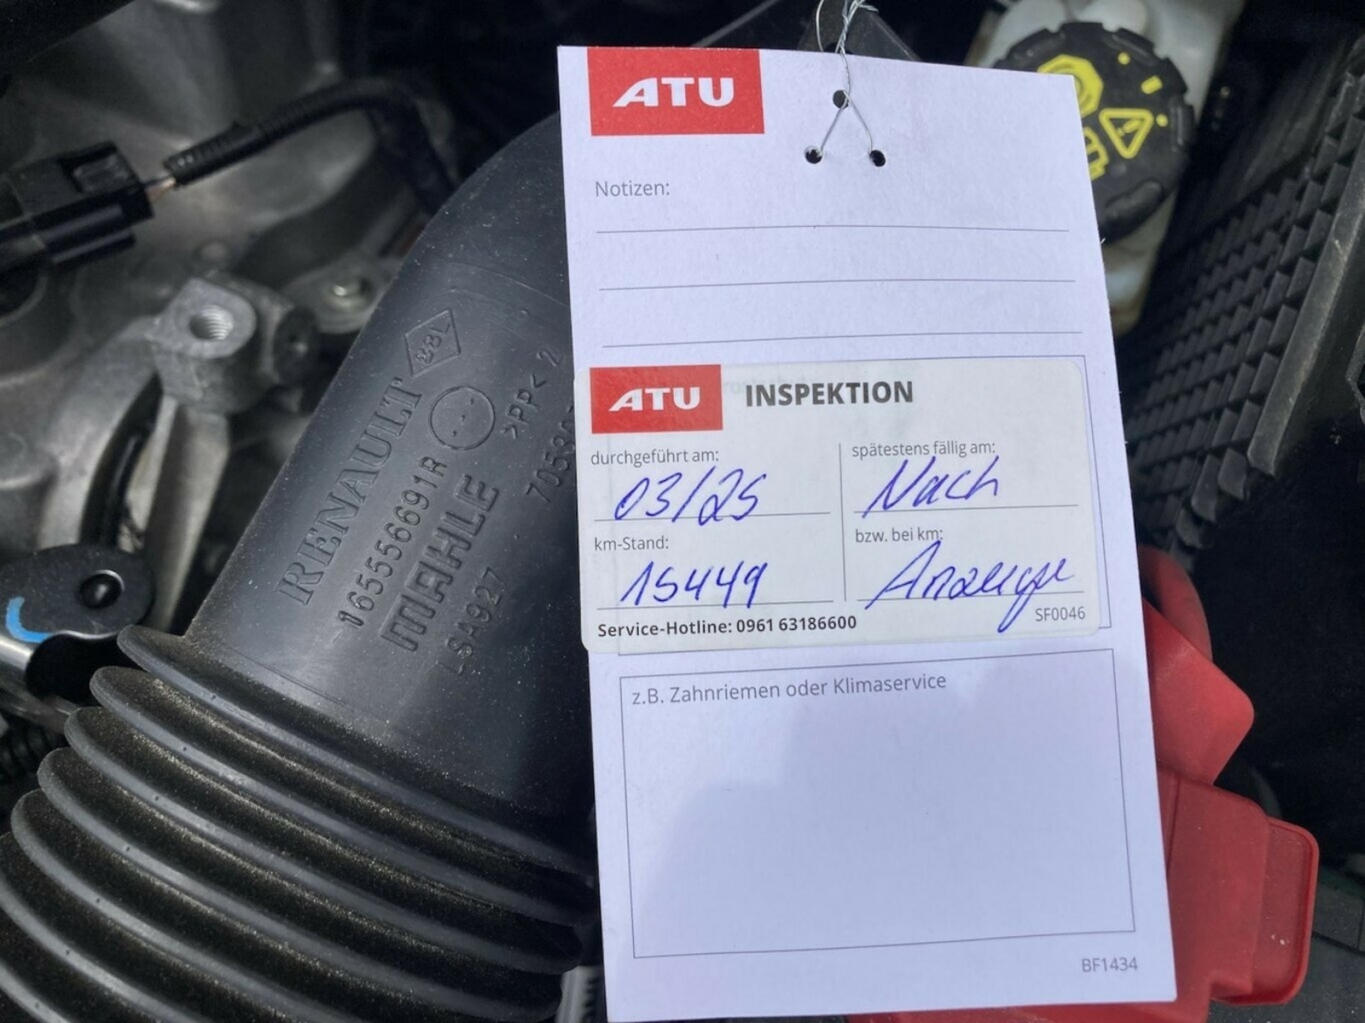 ATU
Notizen:
ATU INSPEKTION
durchgeführt am:
03/25
spätestens fällig am:
Nach
km-Stand:
15449
bzw. bei km:
Anzeige
Service-Hotline: 0961 63186600
SF0046
z.B. Zahnriemen oder Klimaservice
BF1434
RENAULT
165556691R
MAHLE
LSA927
>PP< 2